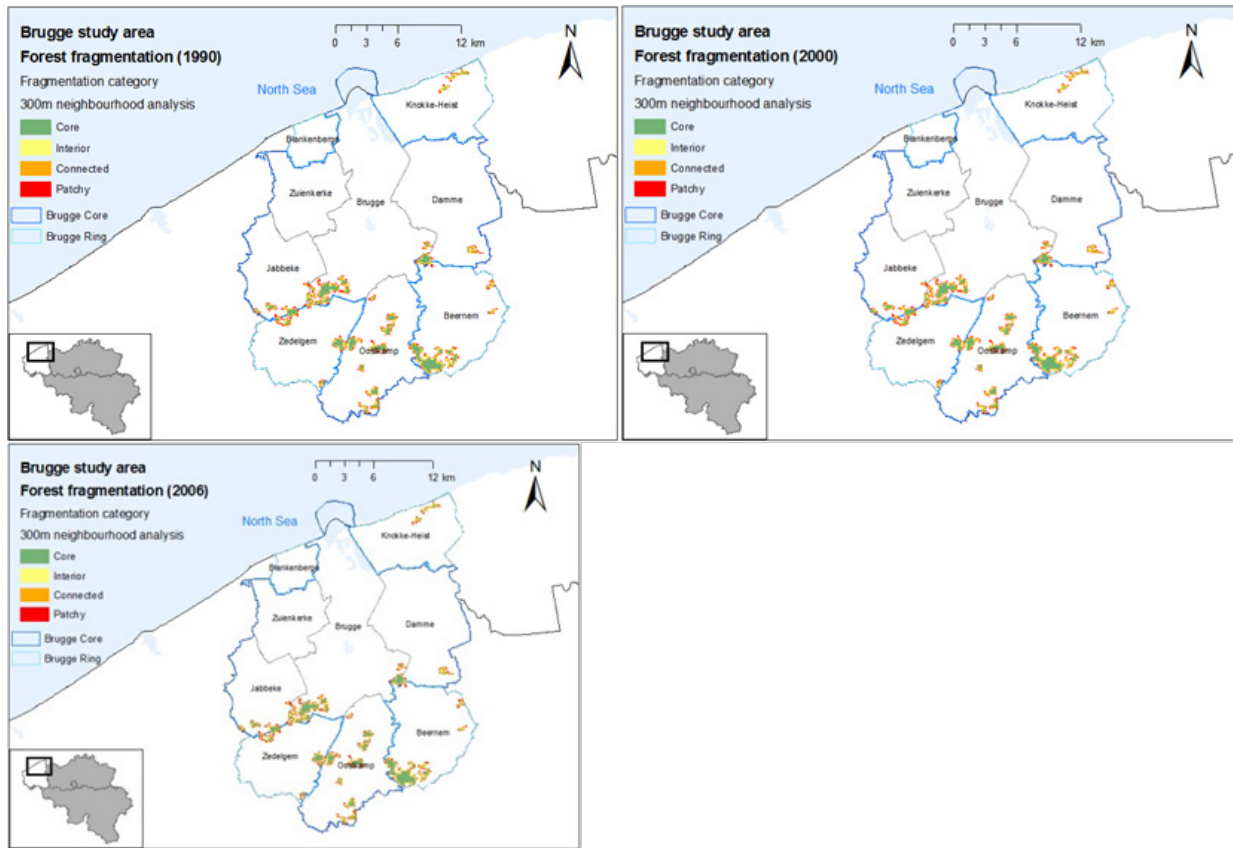 Brugge study area
Forest fragmentation (1990)
Fragmentation category
300m neighbourhood analysis
Core
Interior
Connected
Patchy
Brugge Core
Brugge Ring
0 3 6 12 km
N
North Sea
Knokke-Heist
Blankenberge
Zuienkerke
Brugge
Damme
Jabbeke
Beernem
Zedelgem
Oostkamp
Brugge study area
Forest fragmentation (2000)
Fragmentation category
300m neighbourhood analysis
Core
Interior
Connected
Patchy
Brugge Core
Brugge Ring
0 3 6 12 km
N
North Sea
Knokke-Heist
Blankenberge
Zuienkerke
Brugge
Damme
Jabbeke
Beernem
Zedelgem
Oostkamp
Brugge study area
Forest fragmentation (2006)
Fragmentation category
300m neighbourhood analysis
Core
Interior
Connected
Patchy
Brugge Core
Brugge Ring
0 3 6 12 km
N
North Sea
Knokke-Heist
Blankenberge
Zuienkerke
Brugge
Damme
Jabbeke
Beernem
Zedelgem
Oostkamp